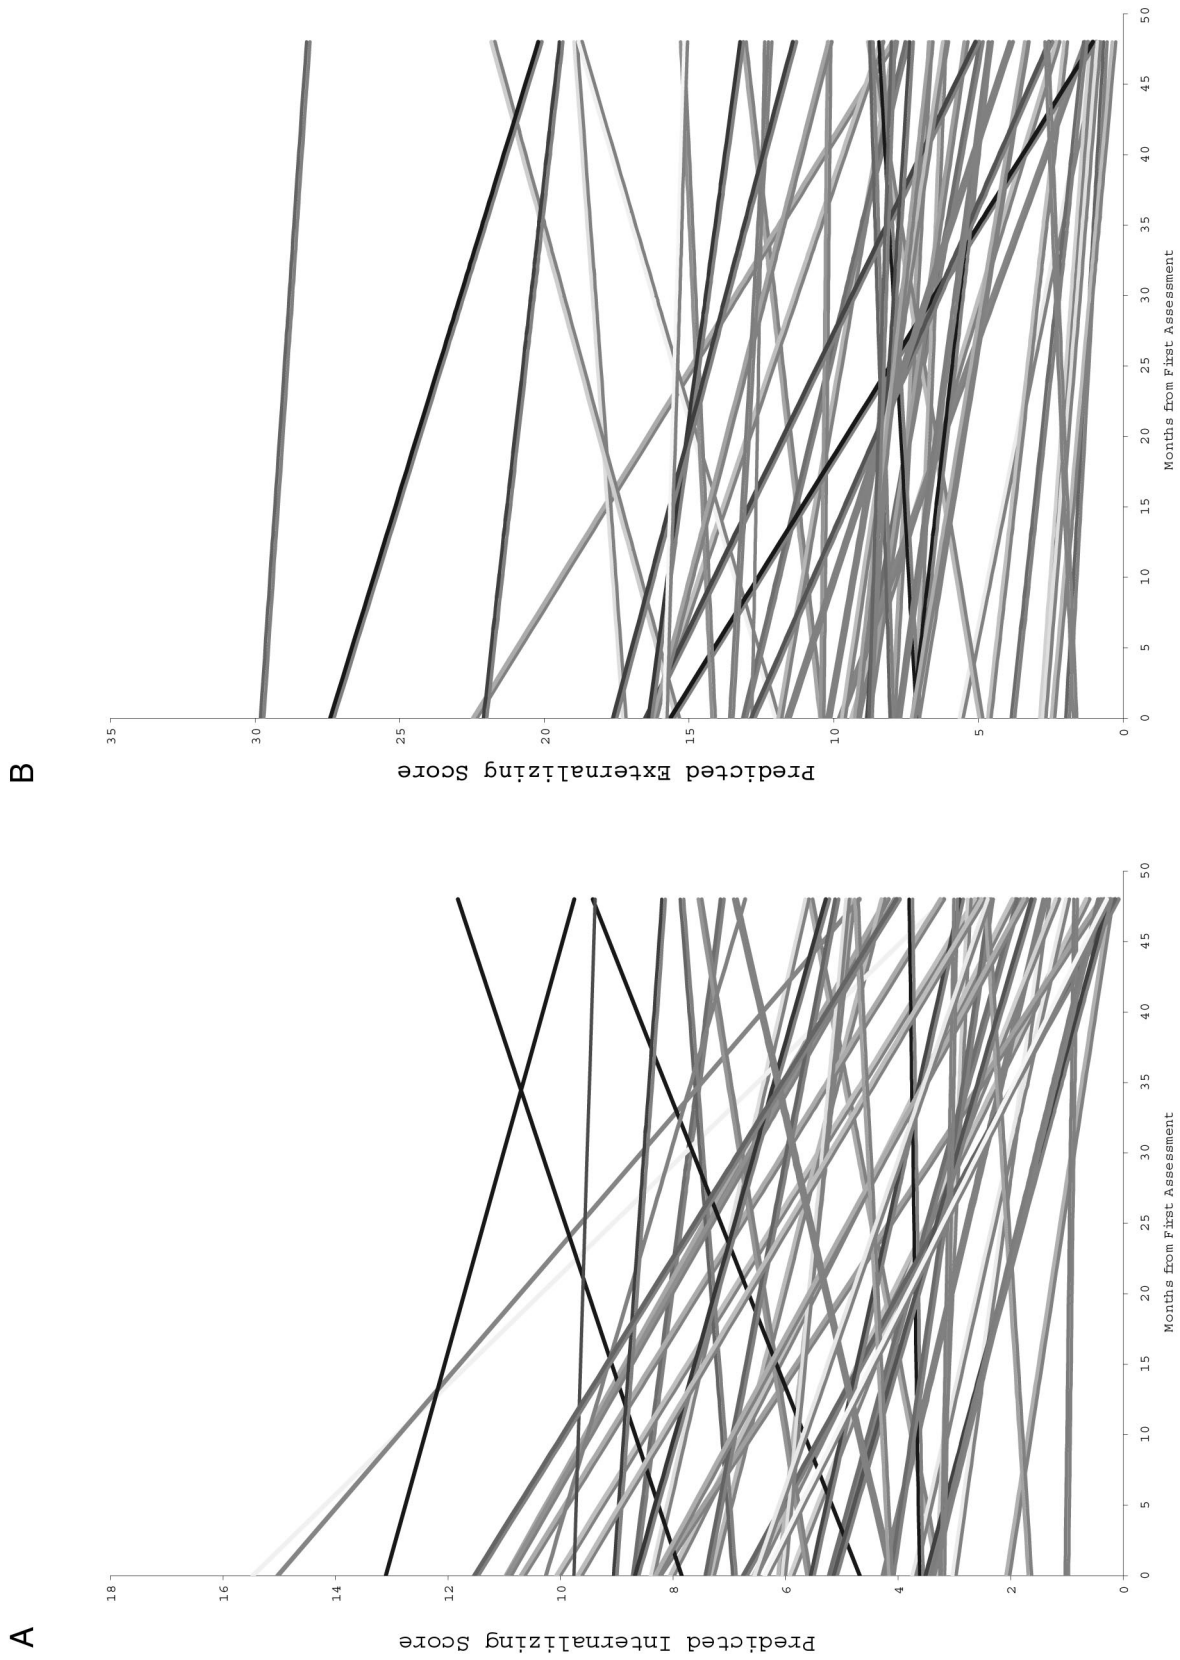 A
Predicted Internalizing Score
18
16
14
12
10
8
6
4
2
0
0 5 10 15 20 25 30 35 40 45 50
Months from First Assessment
B
Predicted Externalizing Score
35
30
25
20
15
10
5
0
0 5 10 15 20 25 30 35 40 45 50
Months from First Assessment